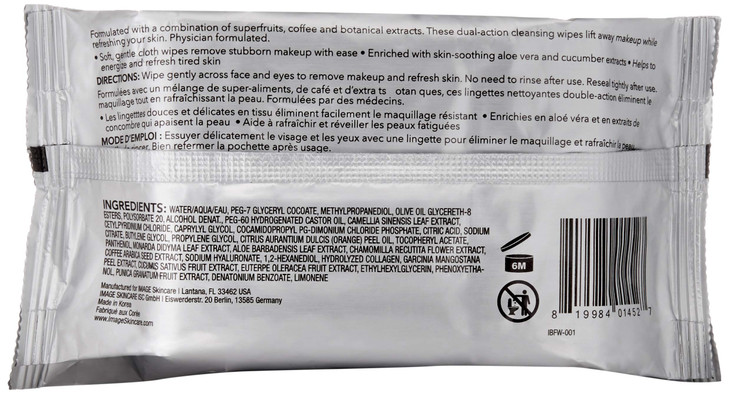 Formulated with a combination of superfruits, coffee and botanical extracts. These dual-action cleansing wipes lift away makeup while
refreshing your skin. Physician formulated.
• Soft, gentle cloth wipes remove stubborn makeup with ease • Enriched with skin-soothing aloe vera and cucumber extracts • Helps to
energize and refresh tired skin
DIRECTIONS: Wipe gently across face and eyes to remove makeup and refresh skin. No need to rinse after use. Reseal tightly after use.
Formulées avec un mélange de super-aliments, de café et d'extra ts otan ques, ces lingettes nettoyantes double-action éliminent le
maquillage tout en rafraîchissant la peau. Formulées par des médecins.
• Les lingettes douces et délicates en tissu éliminent facilement le maquillage résistant • Enrichies en aloé véra et en extraits de
concombre qui apaisent la peau • Aide à rafraîchir et réveiller les peaux fatiguées
MODE D'EMPLOI : Essuyer délicatement le visage et les yeux avec une lingette pour éliminer le maquillage et rafraîchir la peau.
Bien refermer la pochette après usage.
INGREDIENTS: WATER/AQUA/EAU, PEG-7 GLYCERYL COCOATE, METHYLPROPANEDIOL, OLIVE OIL GLYCERETH-8
ESTERS, POLYSORBATE 20, ALCOHOL DENAT., PEG-60 HYDROGENATED CASTOR OIL, CAMELLIA SINENSIS LEAF EXTRACT,
CETYLPYRIDINIUM CHLORIDE, CAPRYLYL GLYCOL, COCAMIDOPROPYL PG-DIMONIUM CHLORIDE PHOSPHATE, CITRIC ACID, SODIUM
CITRATE, BUTYLENE GLYCOL, PROPYLENE GLYCOL, CITRUS AURANTIUM DULCIS (ORANGE) PEEL OIL, TOCOPHERYL ACETATE,
PANTHENOL, MONARDA DIDYMA LEAF EXTRACT, ALOE BARBADENSIS LEAF EXTRACT, CHAMOMILLA RECUTITA FLOWER EXTRACT,
COFFEE ARABICA SEED EXTRACT, SODIUM HYALURONATE, 1,2-HEXANEDIOL, HYDROLYZED COLLAGEN, GARCINIA MANGOSTANA
PEEL EXTRACT, CUCUMIS SATIVUS FRUIT EXTRACT, EUTERPE OLERACEA FRUIT EXTRACT, ETHYLHEXYLGLYCERIN, PHENOXYETHA-
NOL, PUNICA GRANATUM FRUIT EXTRACT, DENATONIUM BENZOATE, LIMONENE
Manufactured for IMAGE Skincare | Lantana, FL 33462 USA
IMAGE SKINCARE BC GmbH | Eiswerderstr. 20 Berlin, 13585 Germany
Made in Korea
Fabriqué aux Corée
www.ImageSkincare.com
6M
8 19984 01452 7
IBFW-001